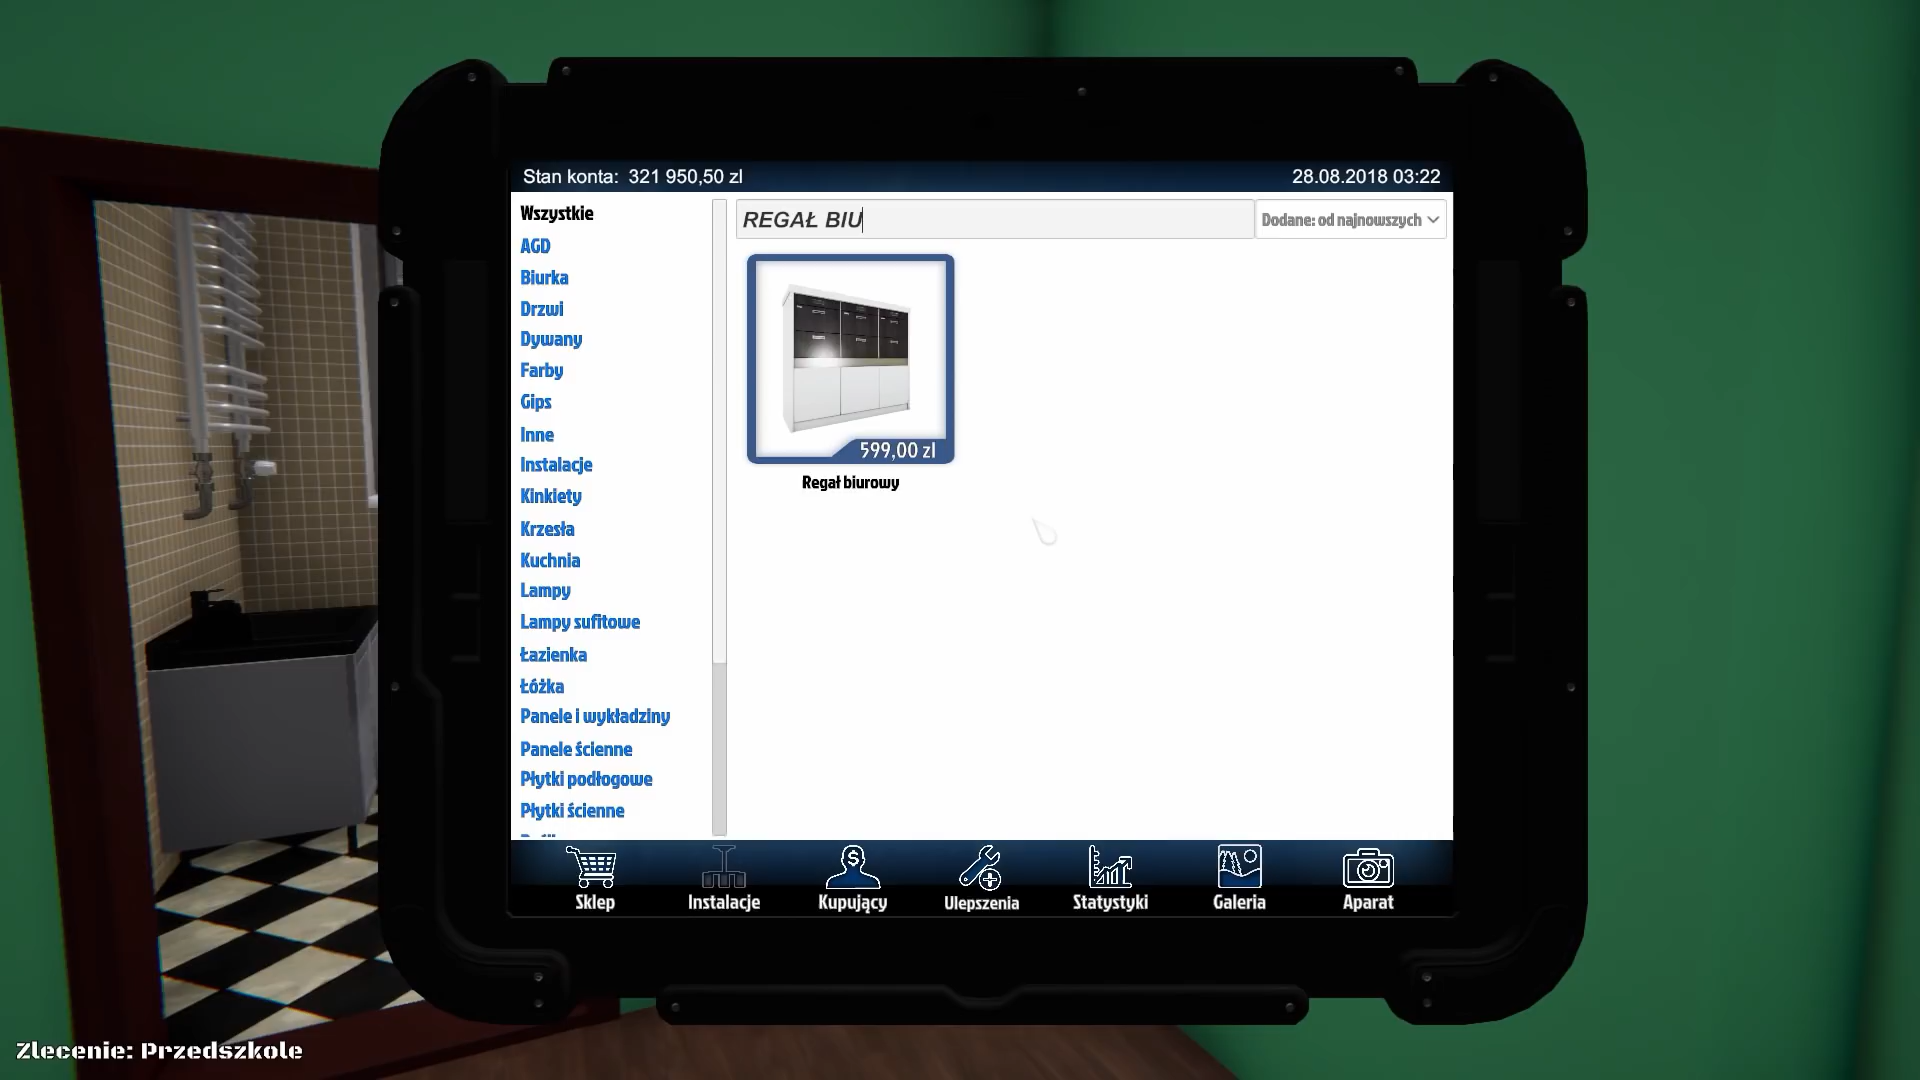 Stan konta: 321 950,50 zl
28.08.2018 03:22
Wszystkie
AGD
Biurka
Drzwi
Dywany
Farby
Gips
Inne
Instalacje
Kinkiety
Krzesła
Kuchnia
Lampy
Lampy sufitowe
Łazienka
Łóżka
Panele i wykładziny
Panele ścienne
Płytki podłogowe
Płytki ścienne
REGAŁ BIU
Dodane: od najnowszych
599,00 zl
Regał biurowy
Sklep
Instalacje
Kupujący
Ulepszenia
Statystyki
Galeria
Aparat
Zlecenie: Przedszkole